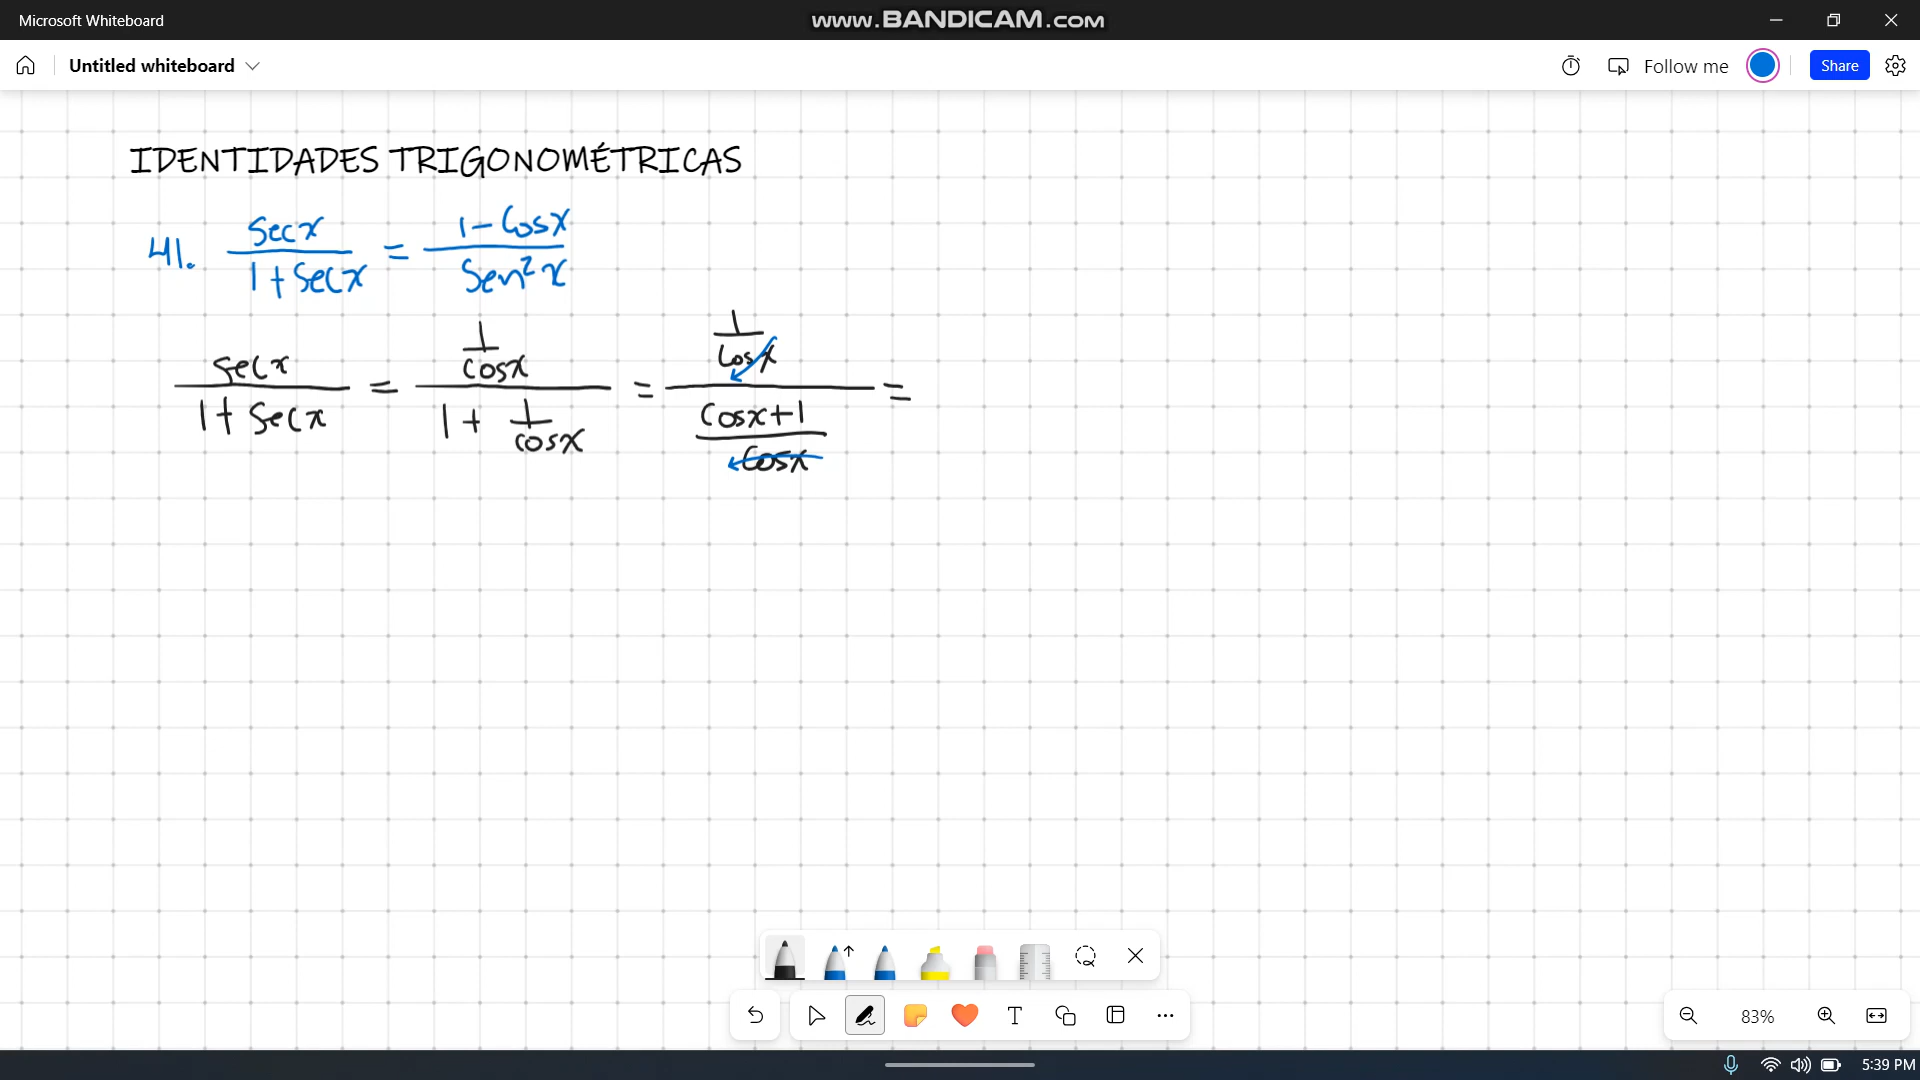 Microsoft Whiteboard
www.BANDICAM.com
Untitled whiteboard
Follow me
Share
IDENTIDADES TRIGONOMÉTRICAS
41. Secx / 1 + Secx = 1 - Cosx / Sen² x
secx / 1 + Secx = 1/cosx / 1 + 1/cosx = 1/Cosx / Cosx+1/Cosx =
T
83%
5:39 PM